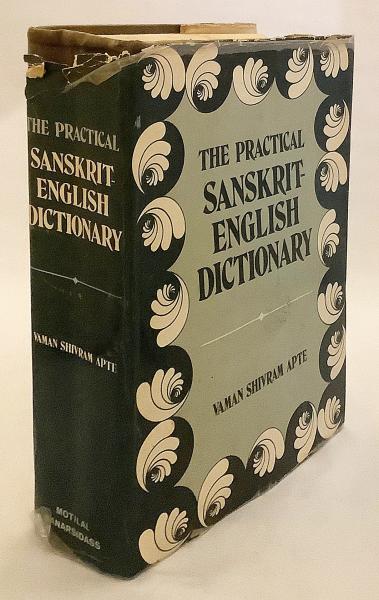 THE PRACTICAL
SANSKRIT-
ENGLISH
DICTIONARY
VAMAN SHIVRAM APTE
MOTILAL
BANARSIDASS
THE PRACTICAL
SANSKRIT-
ENGLISH
DICTIONARY
VAMAN SHIVRAM APTE